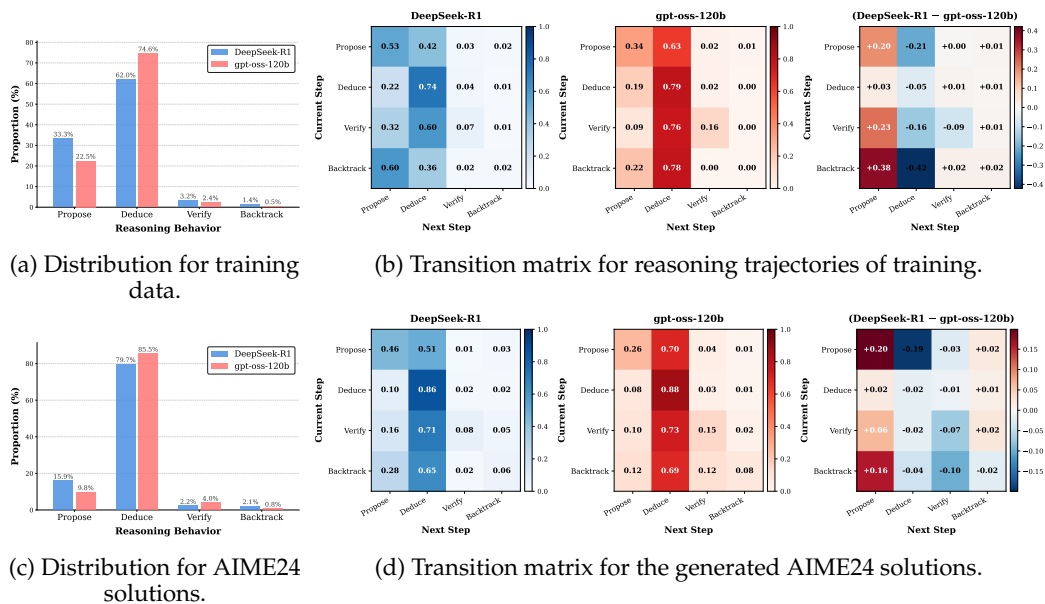 DeepSeek-R1
gpt-oss-120b
80
70
60
50
40
30
20
10
0
Proportion (%)
33.3%
22.5%
62.0%
74.6%
3.2%
2.4%
1.4%
0.5%
Propose
Deduce
Verify
Backtrack
Reasoning Behavior
(a) Distribution for training
data.
DeepSeek-R1
Current Step
Propose
Deduce
Verify
Backtrack
0.53 0.42 0.03 0.02
0.22 0.74 0.04 0.01
0.32 0.60 0.07 0.01
0.60 0.36 0.02 0.02
Propose
Deduce
Verify
Backtrack
Next Step
1.0
0.8
0.6
0.4
0.2
0.0
gpt-oss-120b
Current Step
Propose
Deduce
Verify
Backtrack
0.34 0.63 0.02 0.01
0.19 0.79 0.02 0.00
0.09 0.76 0.16 0.00
0.22 0.78 0.00 0.00
Propose
Deduce
Verify
Backtrack
Next Step
1.0
0.8
0.6
0.4
0.2
0.0
(DeepSeek-R1 − gpt-oss-120b)
Current Step
Propose
Deduce
Verify
Backtrack
+0.20 -0.21 +0.00 +0.01
+0.03 -0.05 +0.01 +0.01
+0.23 -0.16 -0.09 +0.01
+0.38 -0.42 +0.02 +0.02
Propose
Deduce
Verify
Backtrack
Next Step
0.4
0.3
0.2
0.1
0.0
−0.1
−0.2
−0.3
−0.4
(b) Transition matrix for reasoning trajectories of training.
DeepSeek-R1
gpt-oss-120b
80
60
40
20
0
Proportion (%)
15.9%
9.8%
79.7%
85.5%
2.2%
4.0%
2.1%
0.8%
Propose
Deduce
Verify
Backtrack
Reasoning Behavior
(c) Distribution for AIME24
solutions.
DeepSeek-R1
Current Step
Propose
Deduce
Verify
Backtrack
0.46 0.51 0.01 0.03
0.10 0.86 0.02 0.02
0.16 0.71 0.08 0.05
0.28 0.65 0.02 0.06
Propose
Deduce
Verify
Backtrack
Next Step
1.0
0.8
0.6
0.4
0.2
0.0
gpt-oss-120b
Current Step
Propose
Deduce
Verify
Backtrack
0.26 0.70 0.04 0.01
0.08 0.88 0.03 0.01
0.10 0.73 0.15 0.02
0.12 0.69 0.12 0.08
Propose
Deduce
Verify
Backtrack
Next Step
1.0
0.8
0.6
0.4
0.2
0.0
(DeepSeek-R1 − gpt-oss-120b)
Current Step
Propose
Deduce
Verify
Backtrack
+0.20 -0.19 -0.03 +0.02
+0.02 -0.02 -0.01 +0.01
+0.06 -0.02 -0.07 +0.02
+0.16 -0.04 -0.10 -0.02
Propose
Deduce
Verify
Backtrack
Next Step
0.15
0.10
0.05
0.00
−0.05
−0.10
−0.15
(d) Transition matrix for the generated AIME24 solutions.